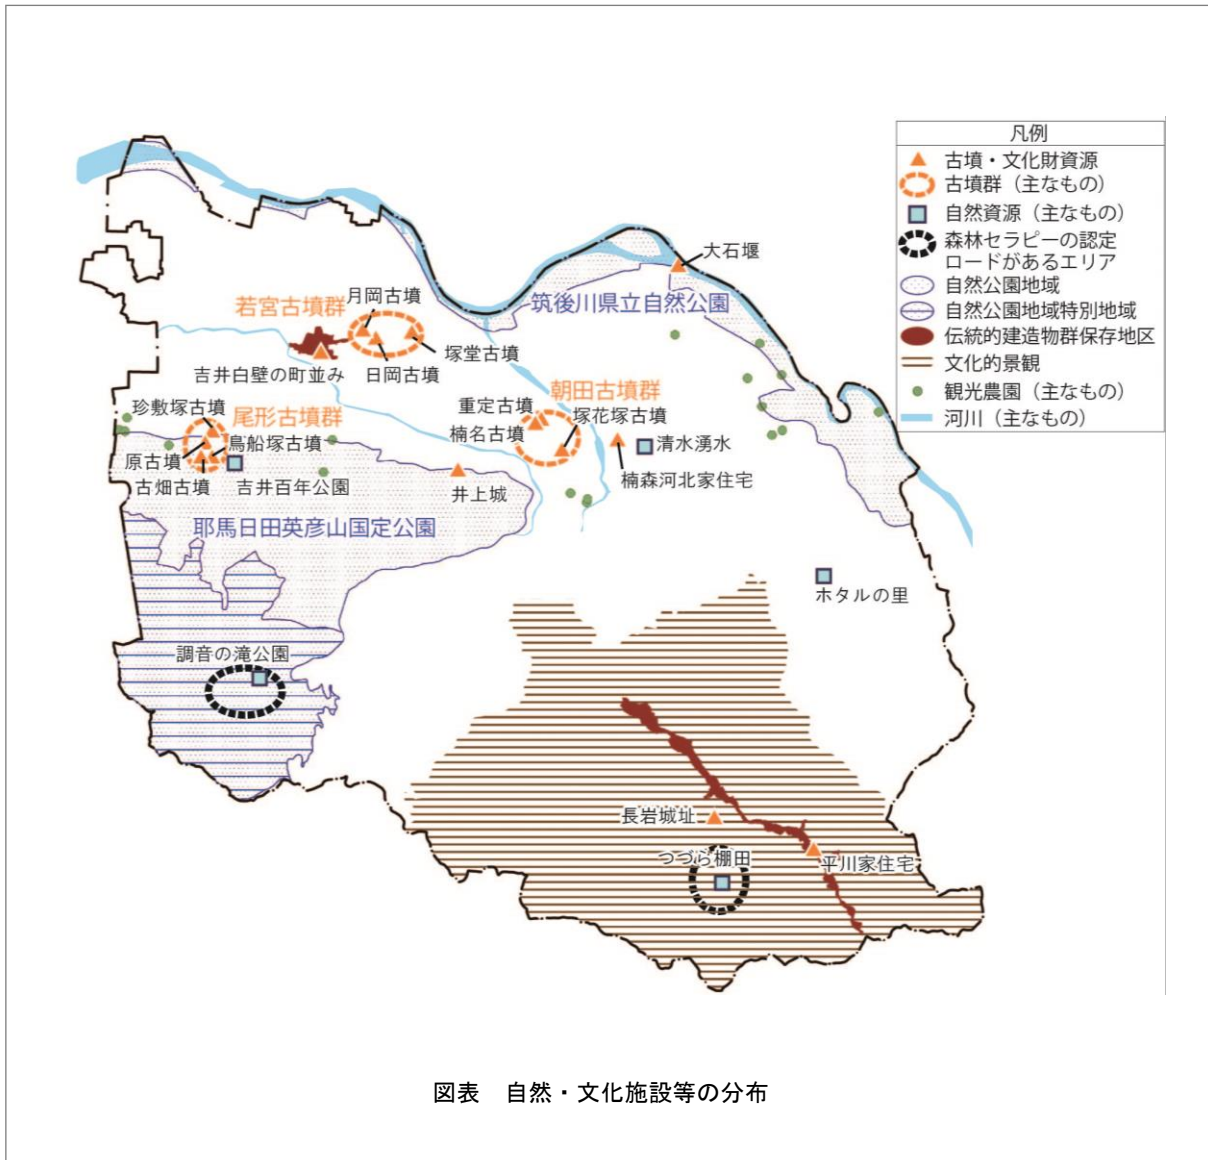 凡例
古墳・文化財資源
古墳群（主なもの）
自然資源（主なもの）
森林セラピーの認定
ロードがあるエリア
自然公園地域
自然公園地域特別地域
伝統的建造物群保存地区
文化的景観
観光農園（主なもの）
河川（主なもの）
大石堰
筑後川県立自然公園
月岡古墳
若宮古墳群
塚堂古墳
日岡古墳
吉井白壁の町並み
朝田古墳群
珍敷塚古墳
尾形古墳群
重定古墳
塚花塚古墳
鳥船塚古墳
楠名古墳
清水湧水
原古墳
楠森河北家住宅
古畑古墳
吉井百年公園
井上城
耶馬日田英彦山国定公園
ホタルの里
調音の滝公園
長岩城址
つづら棚田
平川家住宅
図表　自然・文化施設等の分布